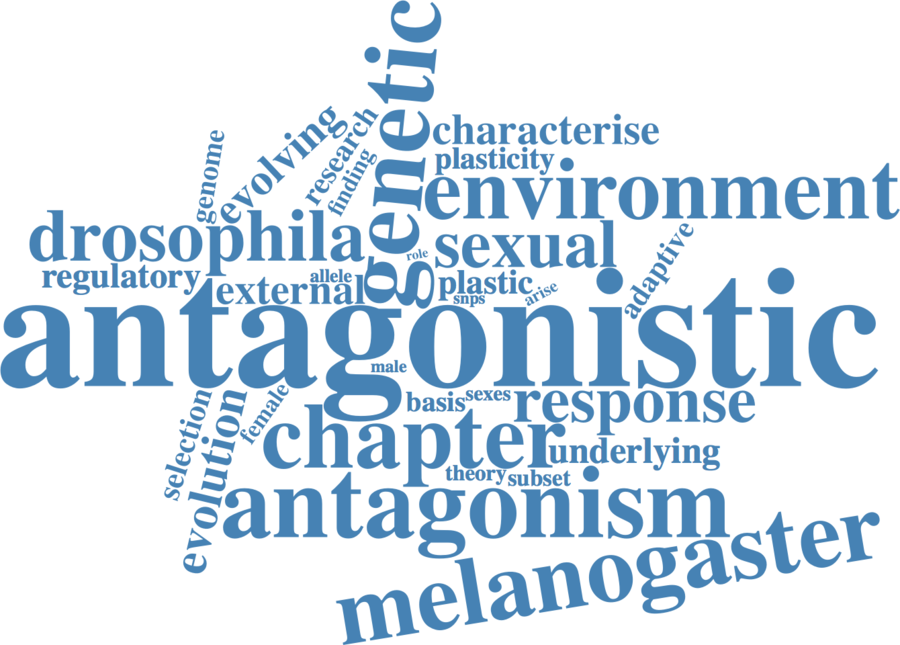 genetic
characterise
research
evolving
finding
genome
plasticity
environment
drosophila
sexual
role
adaptive
regulatory
allele
external
plastic
snps
arise
antagonistic
male
selection
evolution
female
basis
sexes
response
chapter
underlying
theory
subset
antagonism
melanogaster